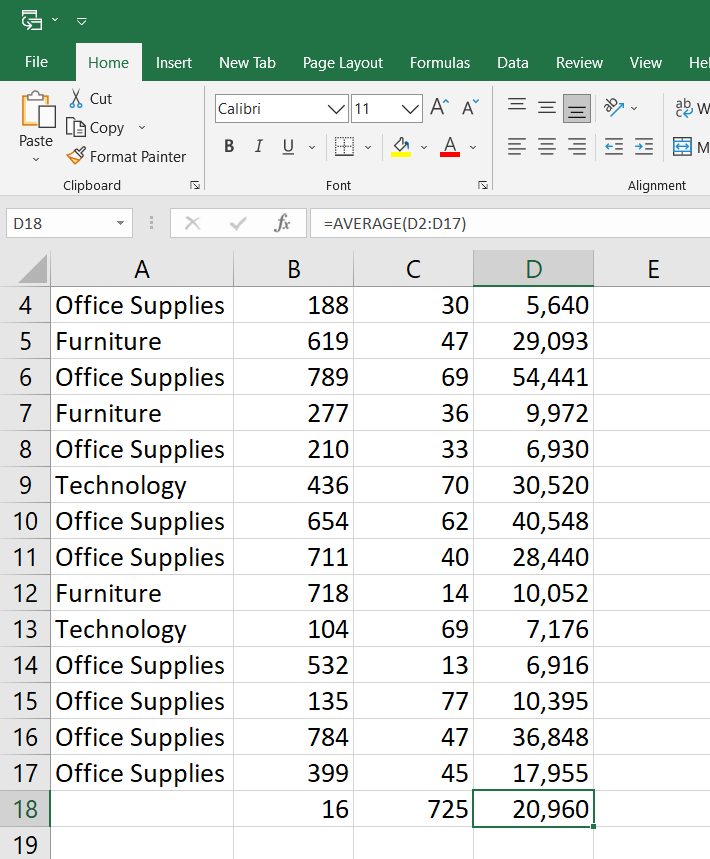 File Home Insert New Tab Page Layout Formulas Data Review View Hel
Cut
Copy
Paste
Format Painter
Clipboard
Calibri 11 A A
B I U A
Font
ab W
c M
Alignment
D18 fx =AVERAGE(D2:D17)
A B C D E
4 Office Supplies 188 30 5,640
5 Furniture 619 47 29,093
6 Office Supplies 789 69 54,441
7 Furniture 277 36 9,972
8 Office Supplies 210 33 6,930
9 Technology 436 70 30,520
10 Office Supplies 654 62 40,548
11 Office Supplies 711 40 28,440
12 Furniture 718 14 10,052
13 Technology 104 69 7,176
14 Office Supplies 532 13 6,916
15 Office Supplies 135 77 10,395
16 Office Supplies 784 47 36,848
17 Office Supplies 399 45 17,955
18 16 725 20,960
19